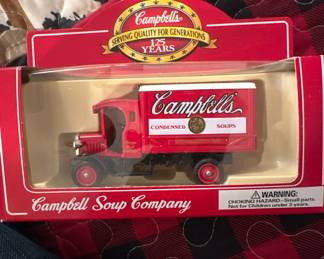 Campbell's
SERVING QUALITY FOR GENERATIONS
125
YEARS
Campbell's
CONDENSED SOUPS
Campbell Soup Company
WARNING:
CHOKING HAZARD–Small parts.
Not for Children under 3 years.